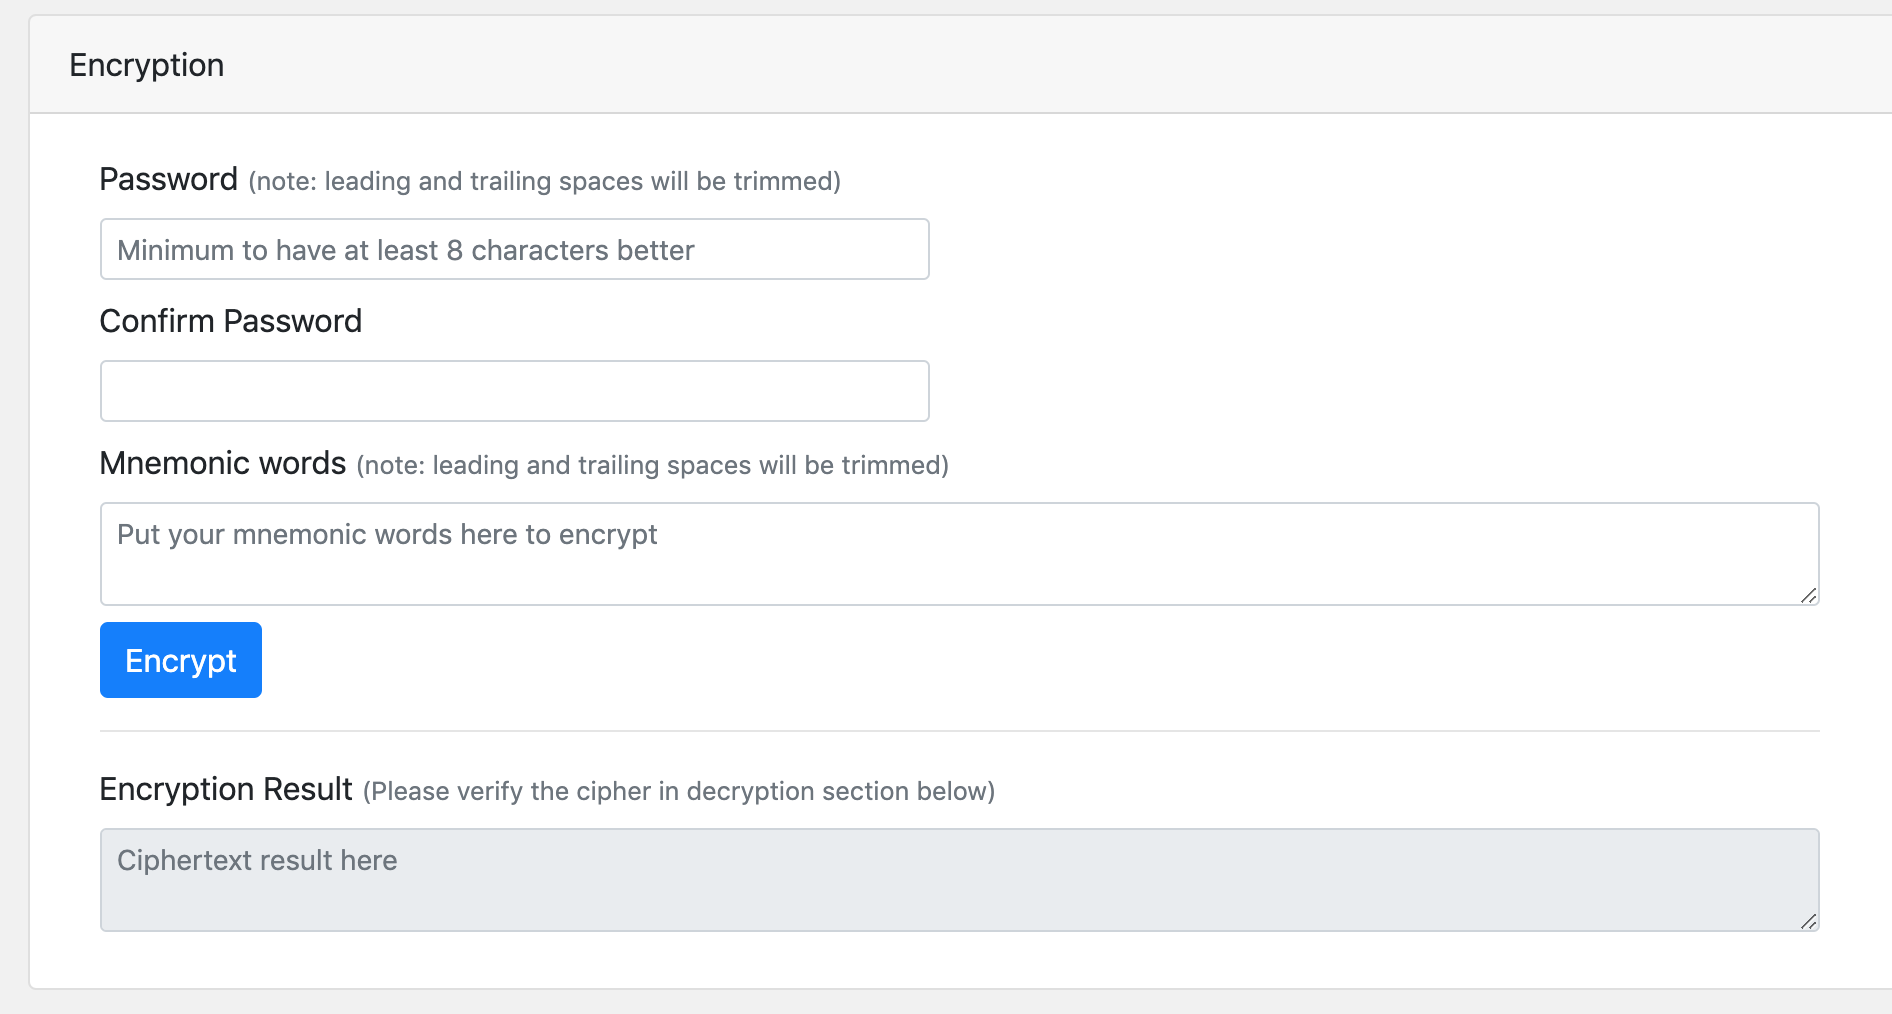 Encryption
Password (note: leading and trailing spaces will be trimmed)
Minimum to have at least 8 characters better
Confirm Password
Mnemonic words (note: leading and trailing spaces will be trimmed)
Put your mnemonic words here to encrypt
Encrypt
Encryption Result (Please verify the cipher in decryption section below)
Ciphertext result here